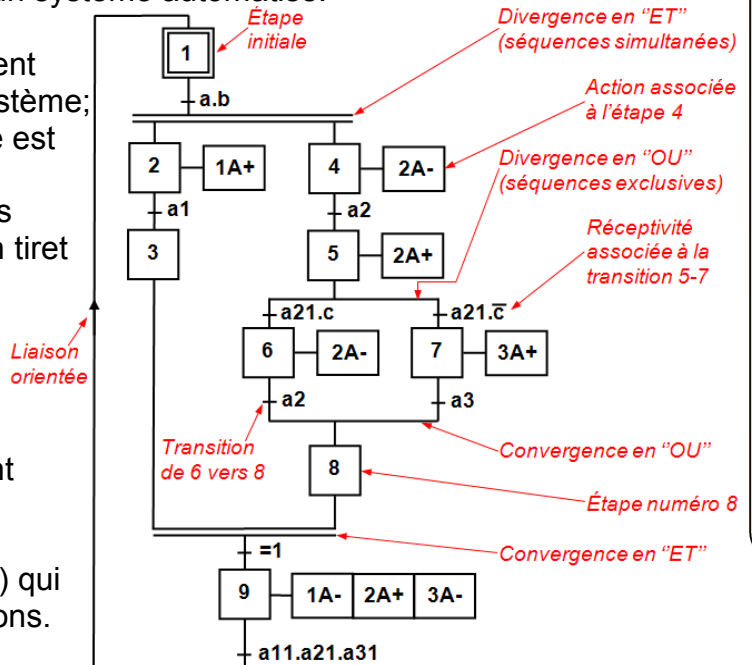 un système automatisé.
Étape
initiale
Divergence en ‘’ET’’
(séquences simultanées)
1
ent
stème;
a.b
Action associée
à l'étape 4
e est
2
1A+
4
2A-
Divergence en ‘’OU’’
(séquences exclusives)
s
a1
a2
Réceptivité
associée à la
transition 5-7
n tiret
3
5
2A+
a21.c
a21.c̅
6
2A-
7
3A+
Liaison
orientée
a2
a3
Transition
de 6 vers 8
Convergence en ‘’OU’’
nt
8
Étape numéro 8
=1
Convergence en ‘’ET’’
) qui
9
1A-
2A+
3A-
ons.
a11.a21.a31